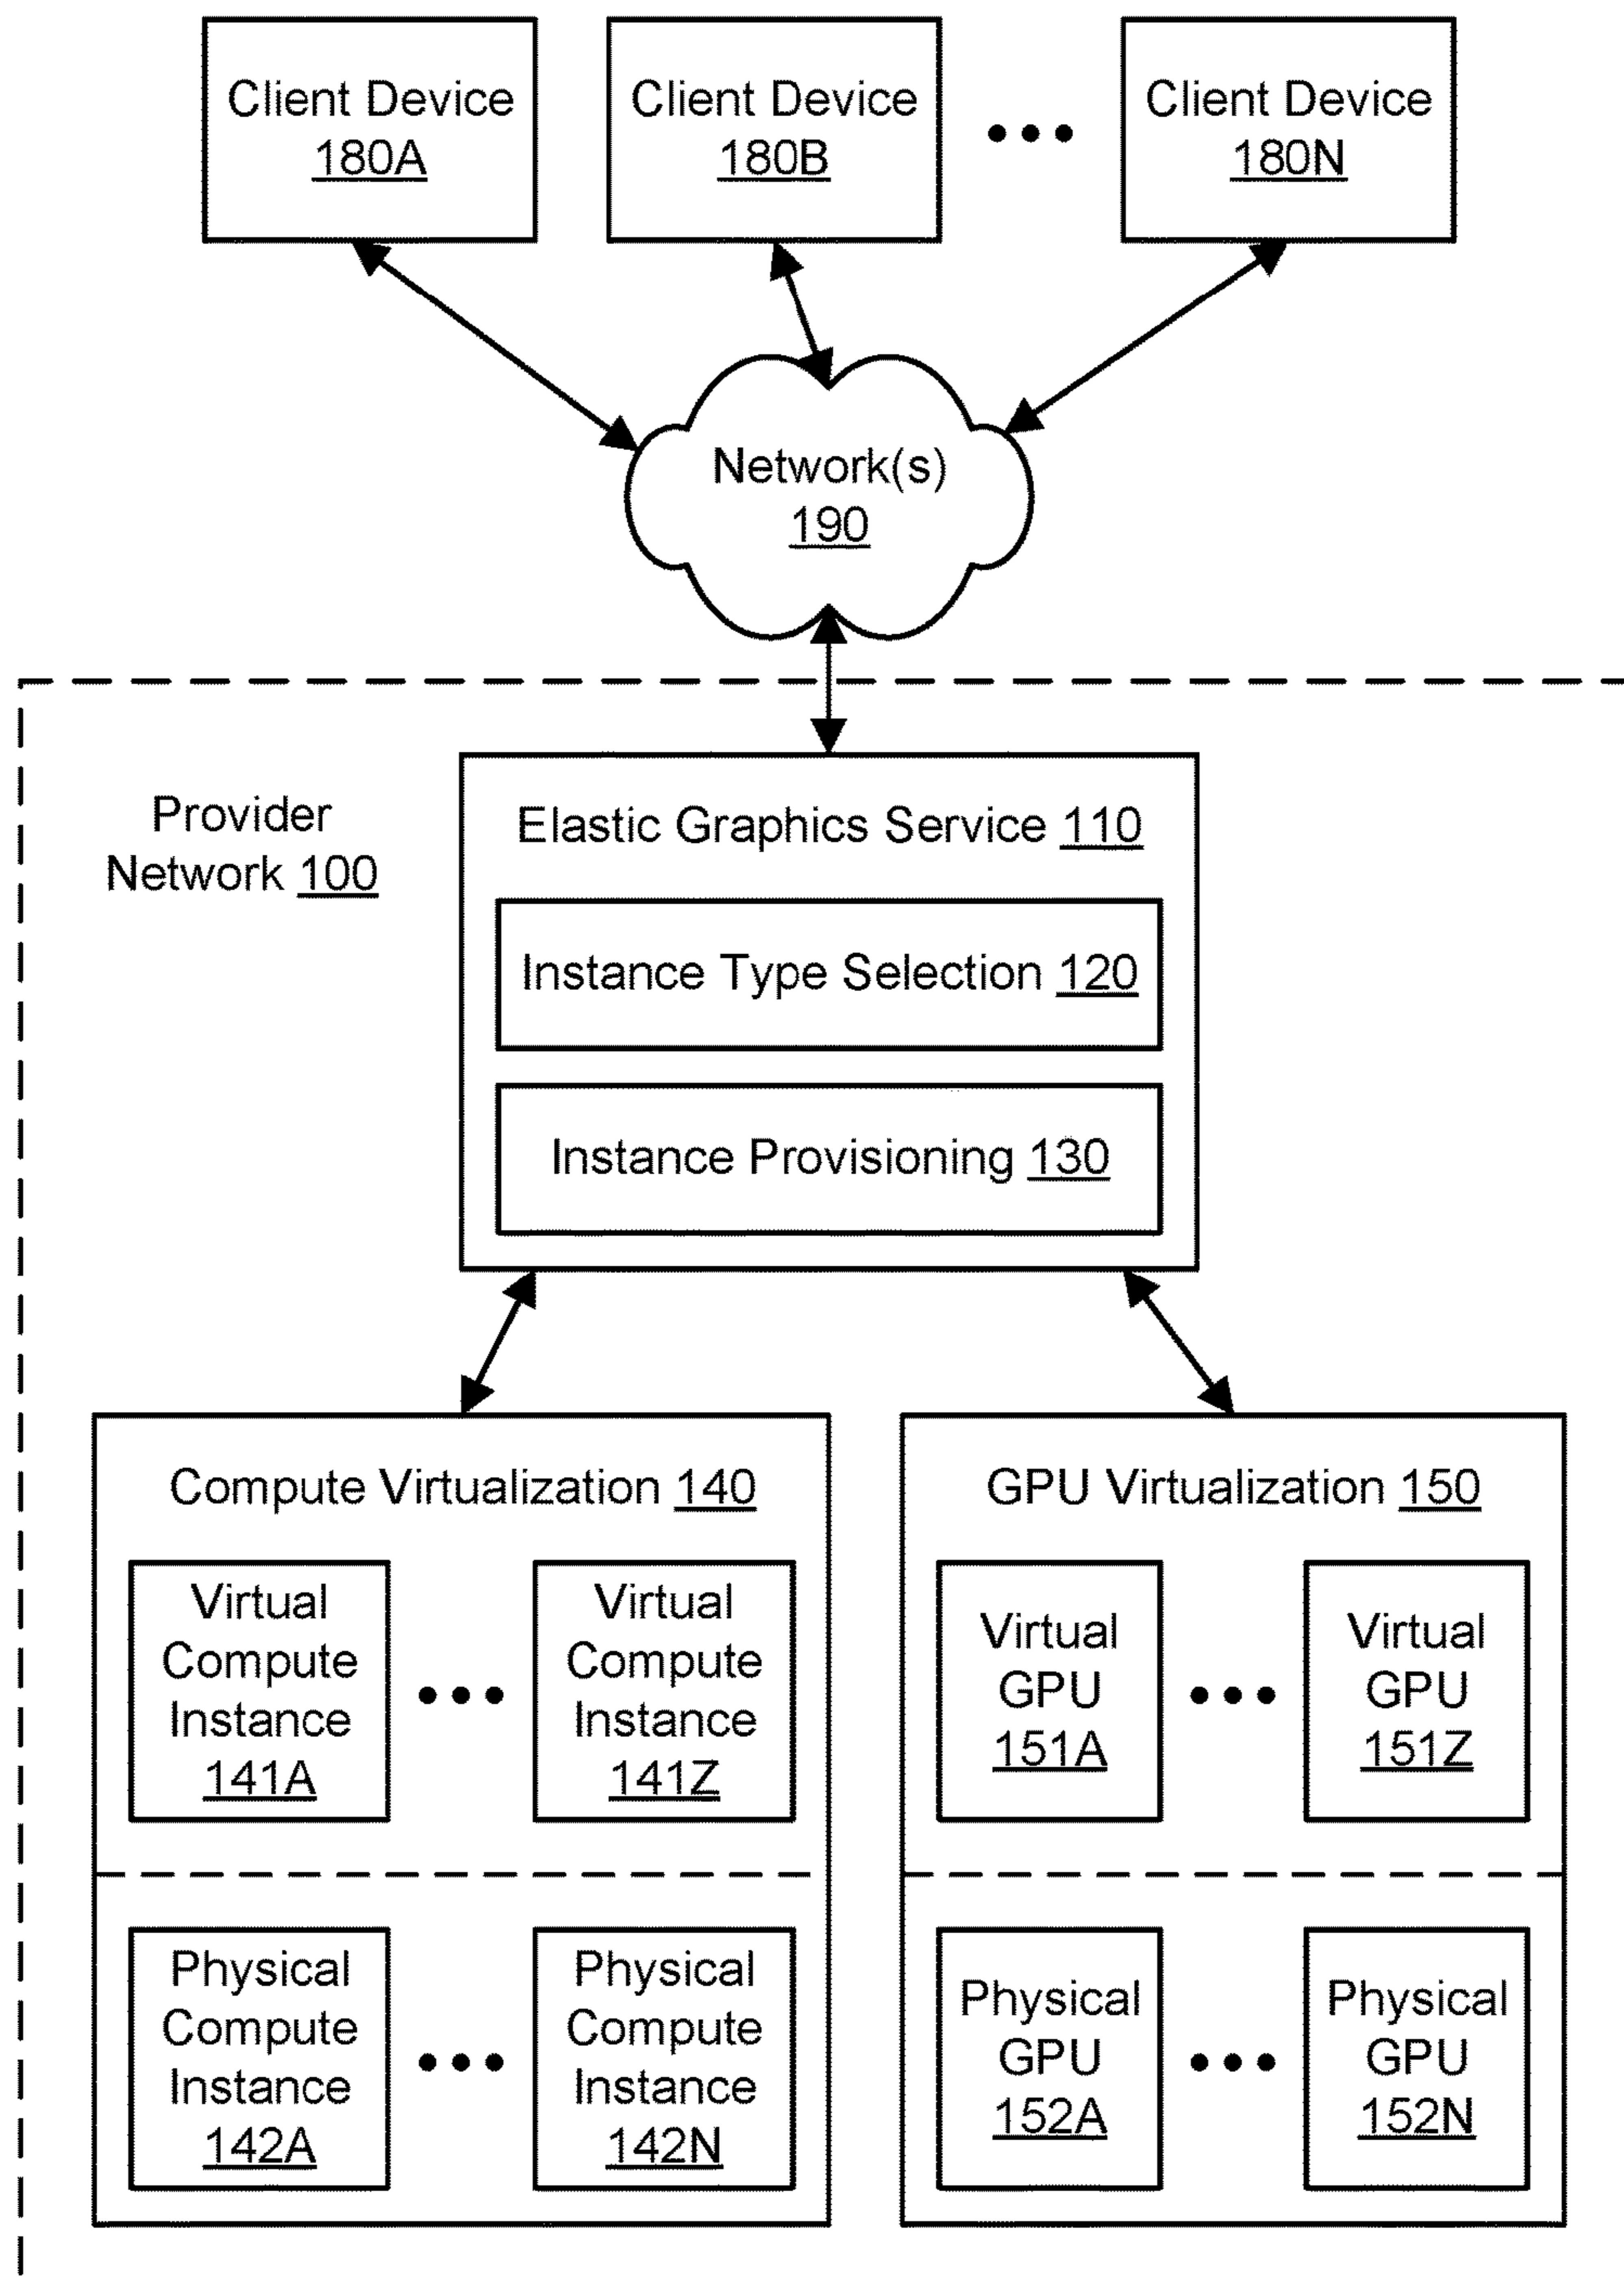 Client Device
180A
Client Device
180B
Client Device
180N
Network(s)
190
Provider
Network 100
Elastic Graphics Service 110
Instance Type Selection 120
Instance Provisioning 130
Compute Virtualization 140
Virtual
Compute
Instance
141A
Virtual
Compute
Instance
141Z
Physical
Compute
Instance
142A
Physical
Compute
Instance
142N
GPU Virtualization 150
Virtual
GPU
151A
Virtual
GPU
151Z
Physical
GPU
152A
Physical
GPU
152N